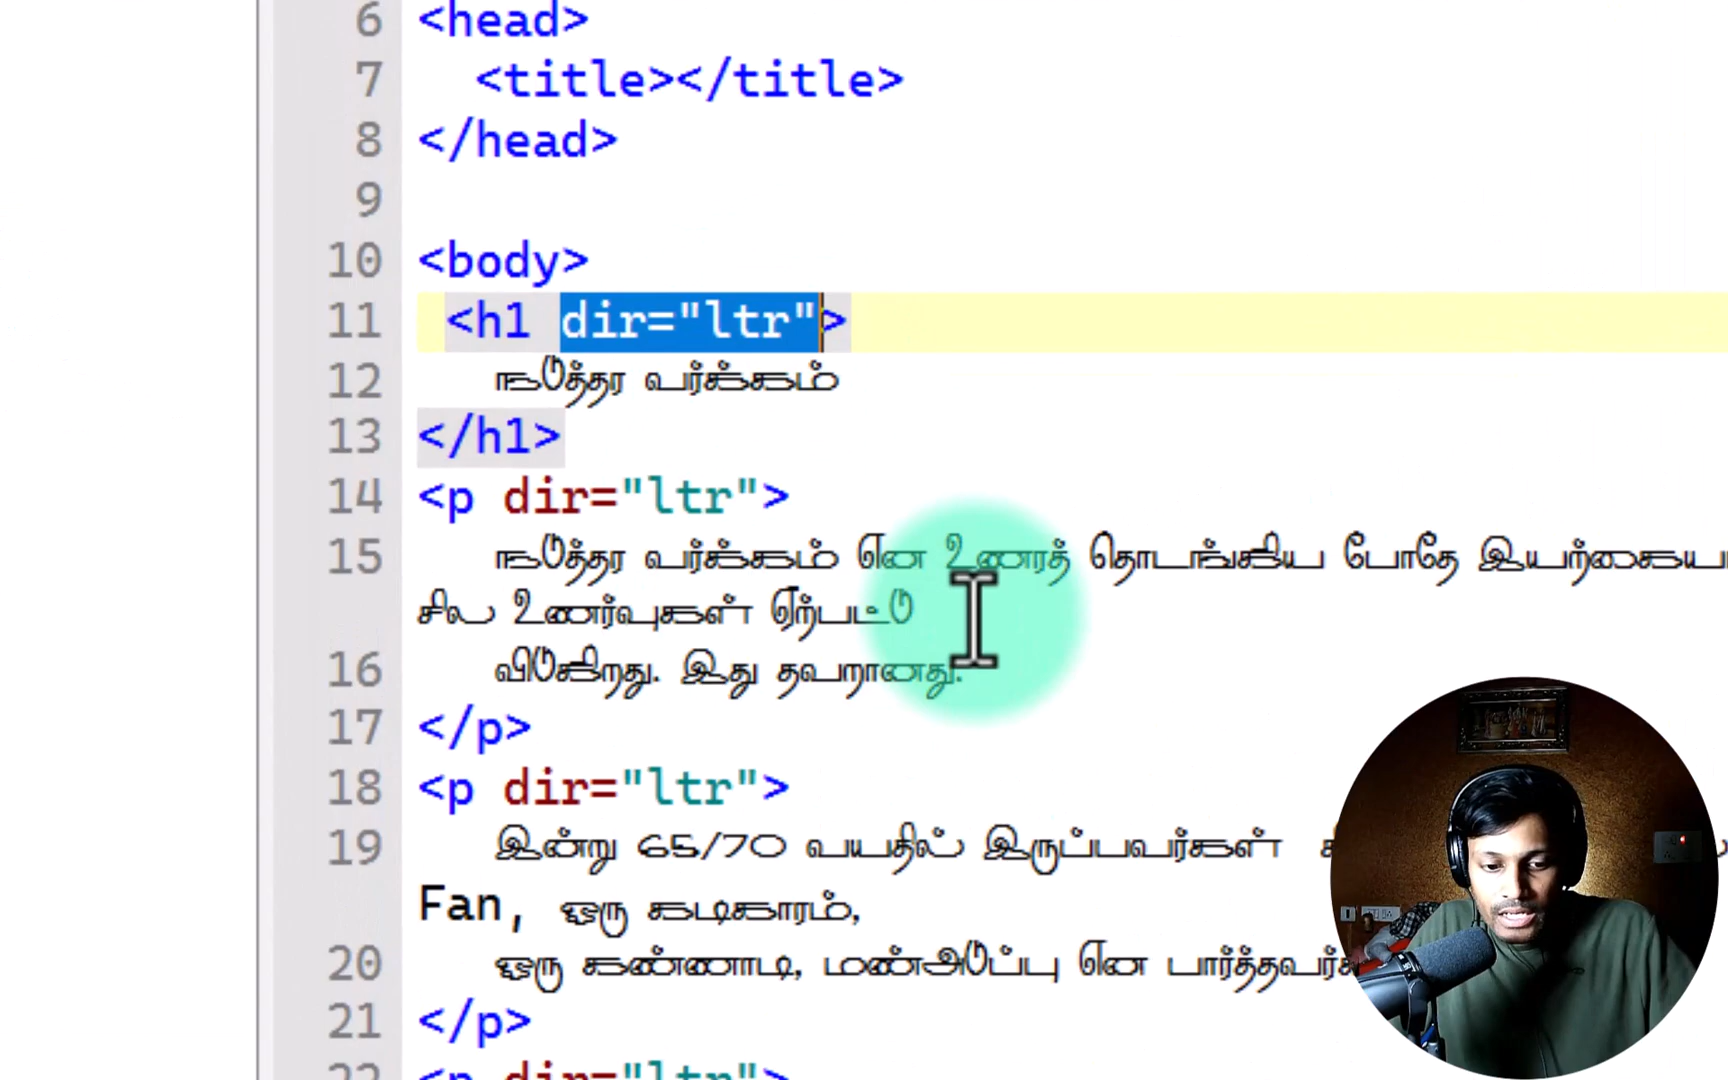 6 <head>
7 <title></title>
8 </head>
9
10 <body>
11 <h1 dir="ltr">
12 நடுத்தர வர்க்கம்
13 </h1>
14 <p dir="ltr">
15 நடுத்தர வர்க்கம் என உணரத் தொடங்கிய போதே
சில உணர்வுகள் ஏற்பட்டு
16 விடுகிறது. இது தவறானது.
17 </p>
18 <p dir="ltr">
19 இன்று 65/70 வயதில் இருப்பவர்கள்
Fan, ஒரு கடிகாரம்,
20 ஒரு கண்ணாடி, மண்அடுப்பு என
21 </p>
22 <p dir="ltr">